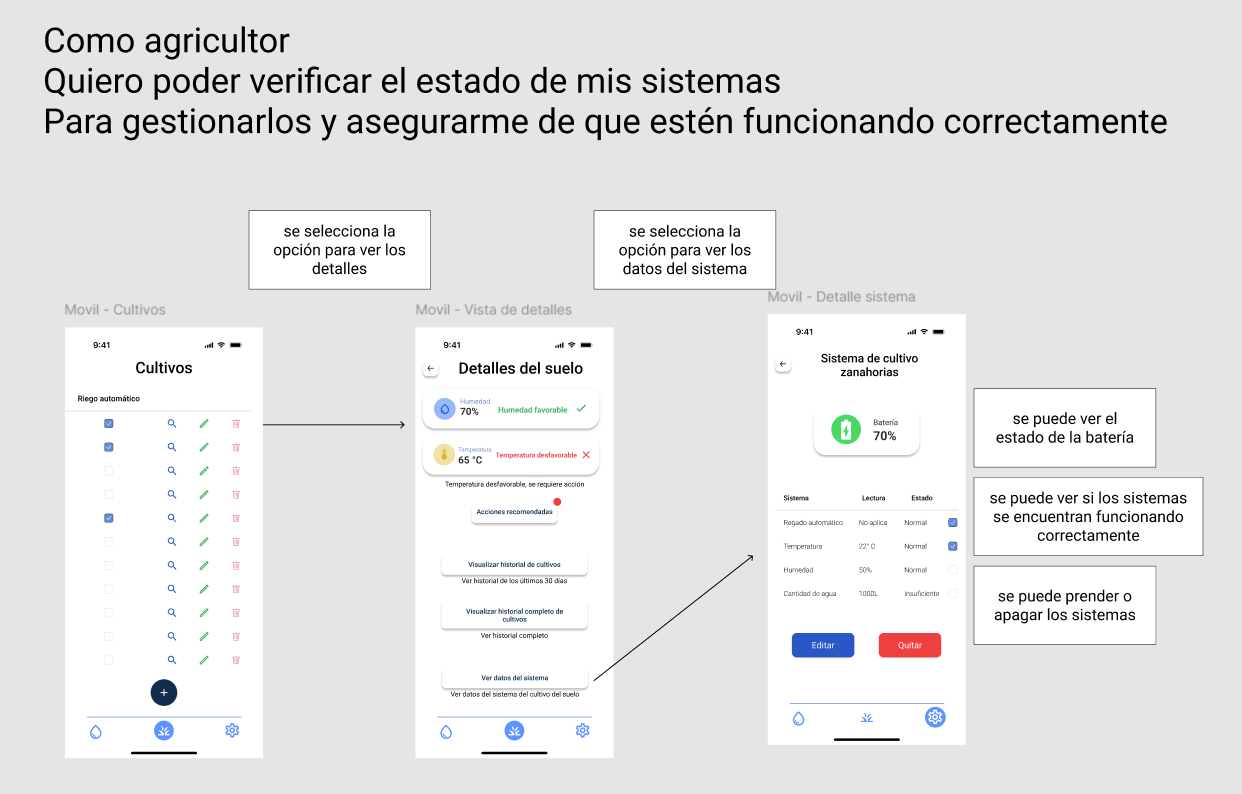 Como agricultor
Quiero poder verificar el estado de mis sistemas
Para gestionarlos y asegurarme de que estén funcionando correctamente
se selecciona la
opción para ver los
detalles
se selecciona la
opción para ver los
datos del sistema
Movil - Cultivos
9:41
Cultivos
Riego automático
Movil - Vista de detalles
9:41
Detalles del suelo
Humedad
70%
Humedad favorable
Temperatura
65 °C
Temperatura desfavorable
Temperatura desfavorable, se requiere acción
Acciones recomendadas
Visualizar historial de cultivos
Ver historial de los últimos 30 días
Visualizar historial completo de
cultivos
Ver historial completo
Ver datos del sistema
Ver datos del sistema del cultivo del suelo
Movil - Detalle sistema
9:41
Sistema de cultivo
zanahorias
Batería
70%
Sistema Lectura Estado
Regado automático No aplica Normal
Temperatura 22° C Normal
Humedad 50% Normal
Cantidad de agua 1000L Insuficiente
Editar Quitar
se puede ver el
estado de la batería
se puede ver si los sistemas
se encuentran funcionando
correctamente
se puede prender o
apagar los sistemas